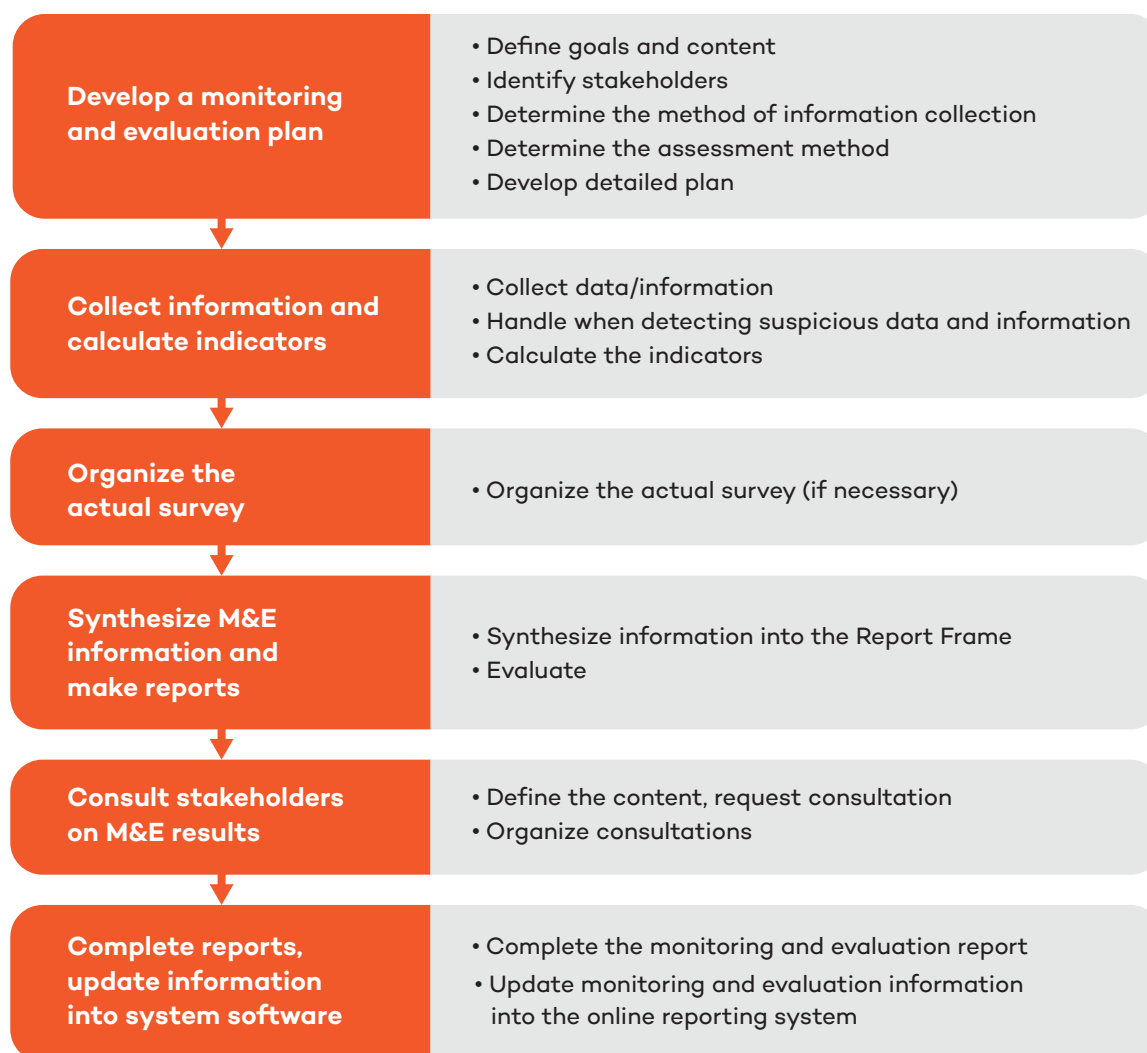 Develop a monitoring
and evaluation plan
• Define goals and content
• Identify stakeholders
• Determine the method of information collection
• Determine the assessment method
• Develop detailed plan
Collect information and
calculate indicators
• Collect data/information
• Handle when detecting suspicious data and information
• Calculate the indicators
Organize the
actual survey
• Organize the actual survey (if necessary)
Synthesize M&E
information and
make reports
• Synthesize information into the Report Frame
• Evaluate
Consult stakeholders
on M&E results
• Define the content, request consultation
• Organize consultations
Complete reports,
update information
into system software
• Complete the monitoring and evaluation report
• Update monitoring and evaluation information
into the online reporting system